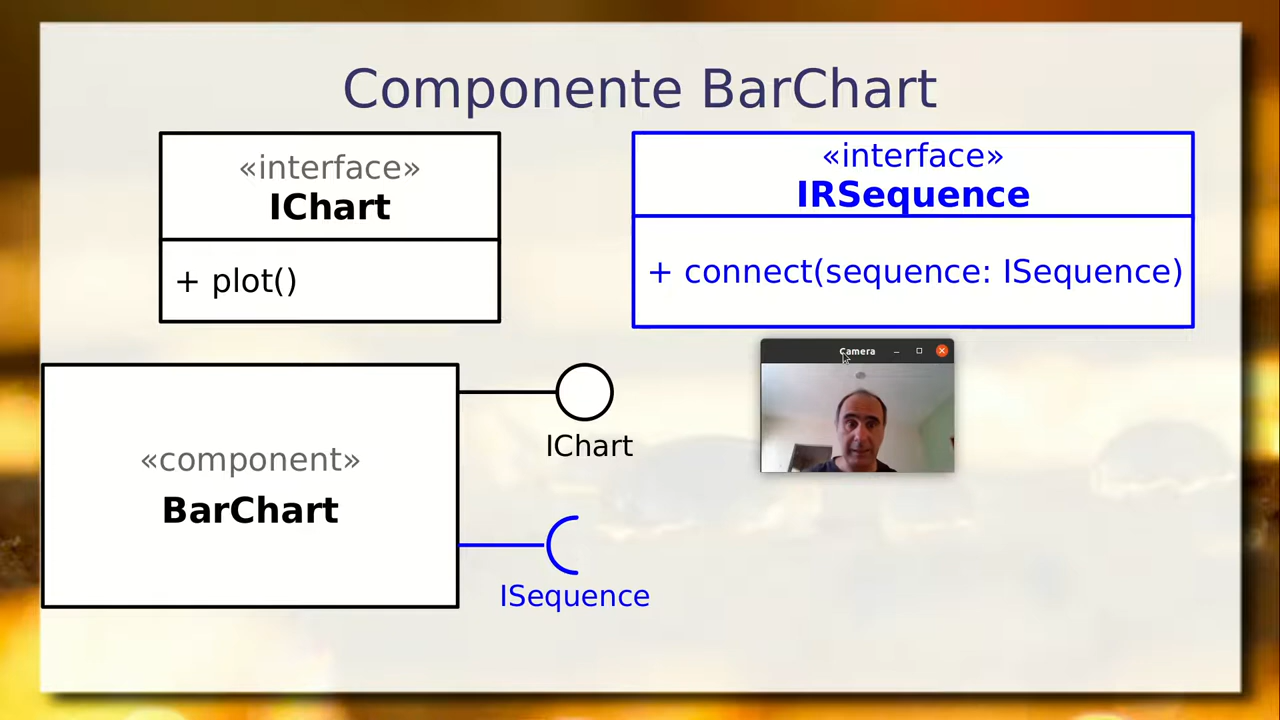 Componente BarChart
«interface»
IChart
+ plot()
«interface»
IRSequence
+ connect(sequence: ISequence)
Camera
«component»
BarChart
IChart
ISequence